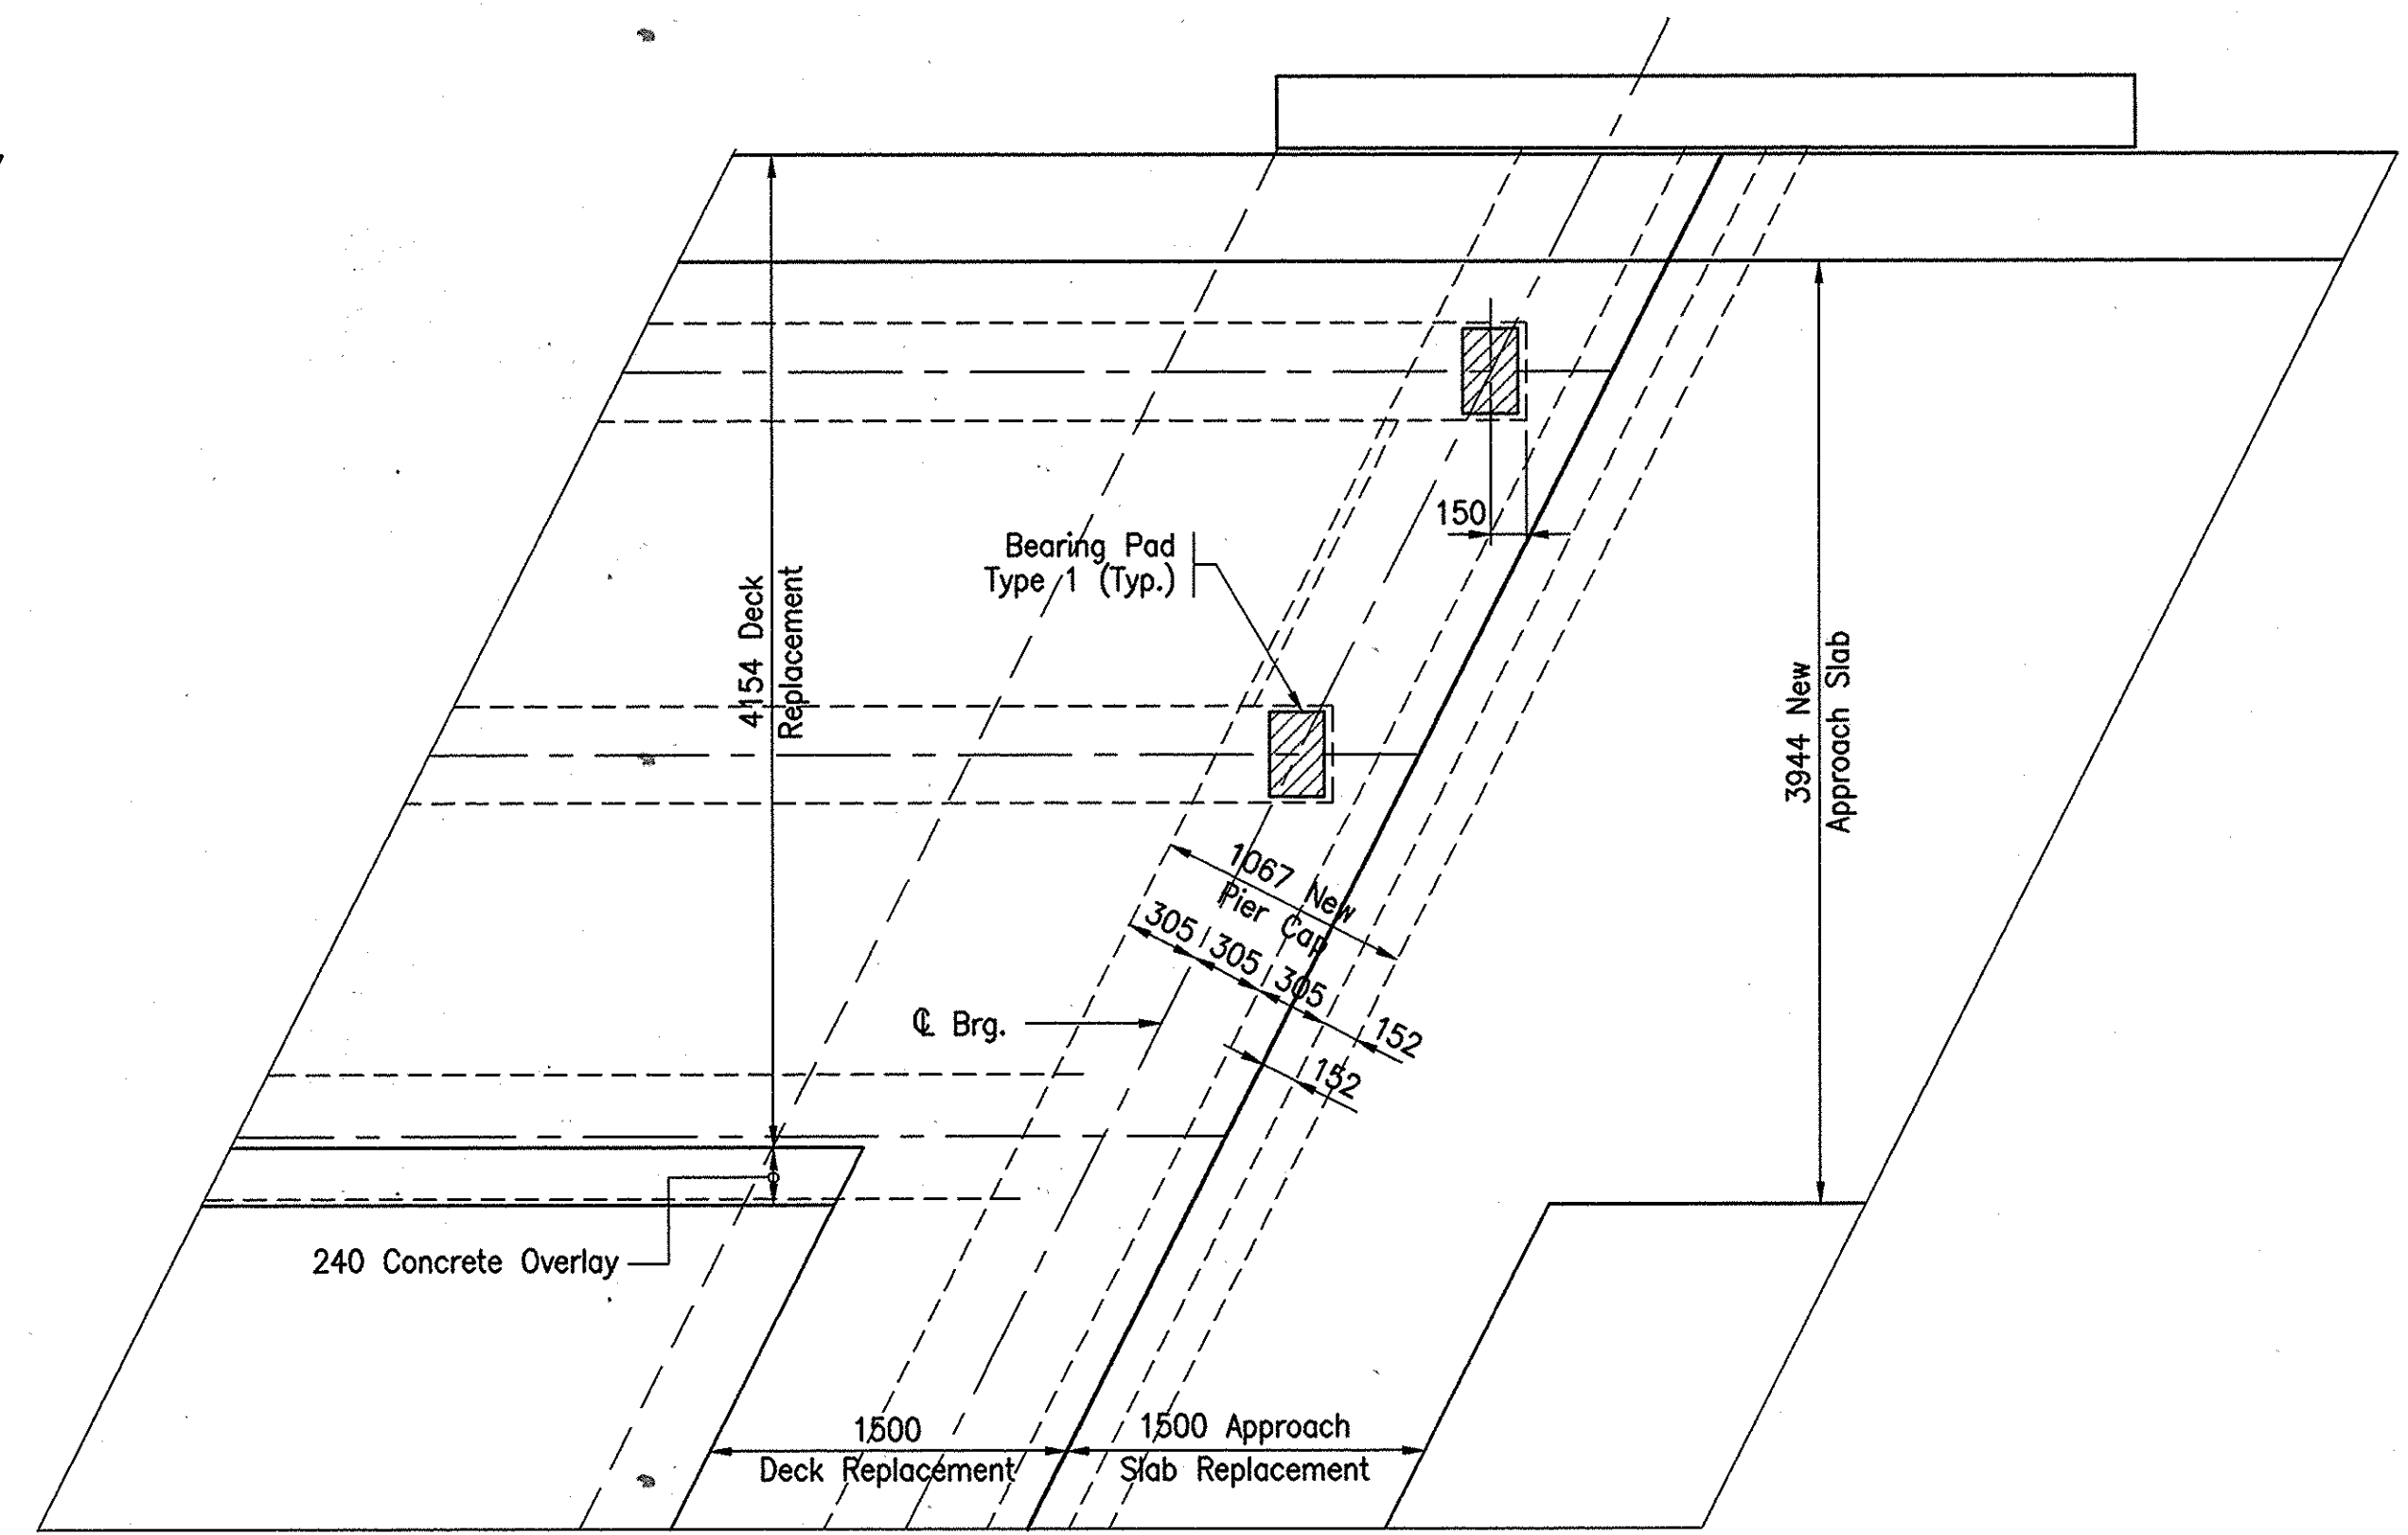 150
Bearing Pad
Type 1 (Typ.)
4154 Deck
Replacement
3944 New
Approach Slab
1067 New
Pier Cap
305
305
305
152
152
℄ Brg.
240 Concrete Overlay
1500
Deck Replacement
1500 Approach
Slab Replacement